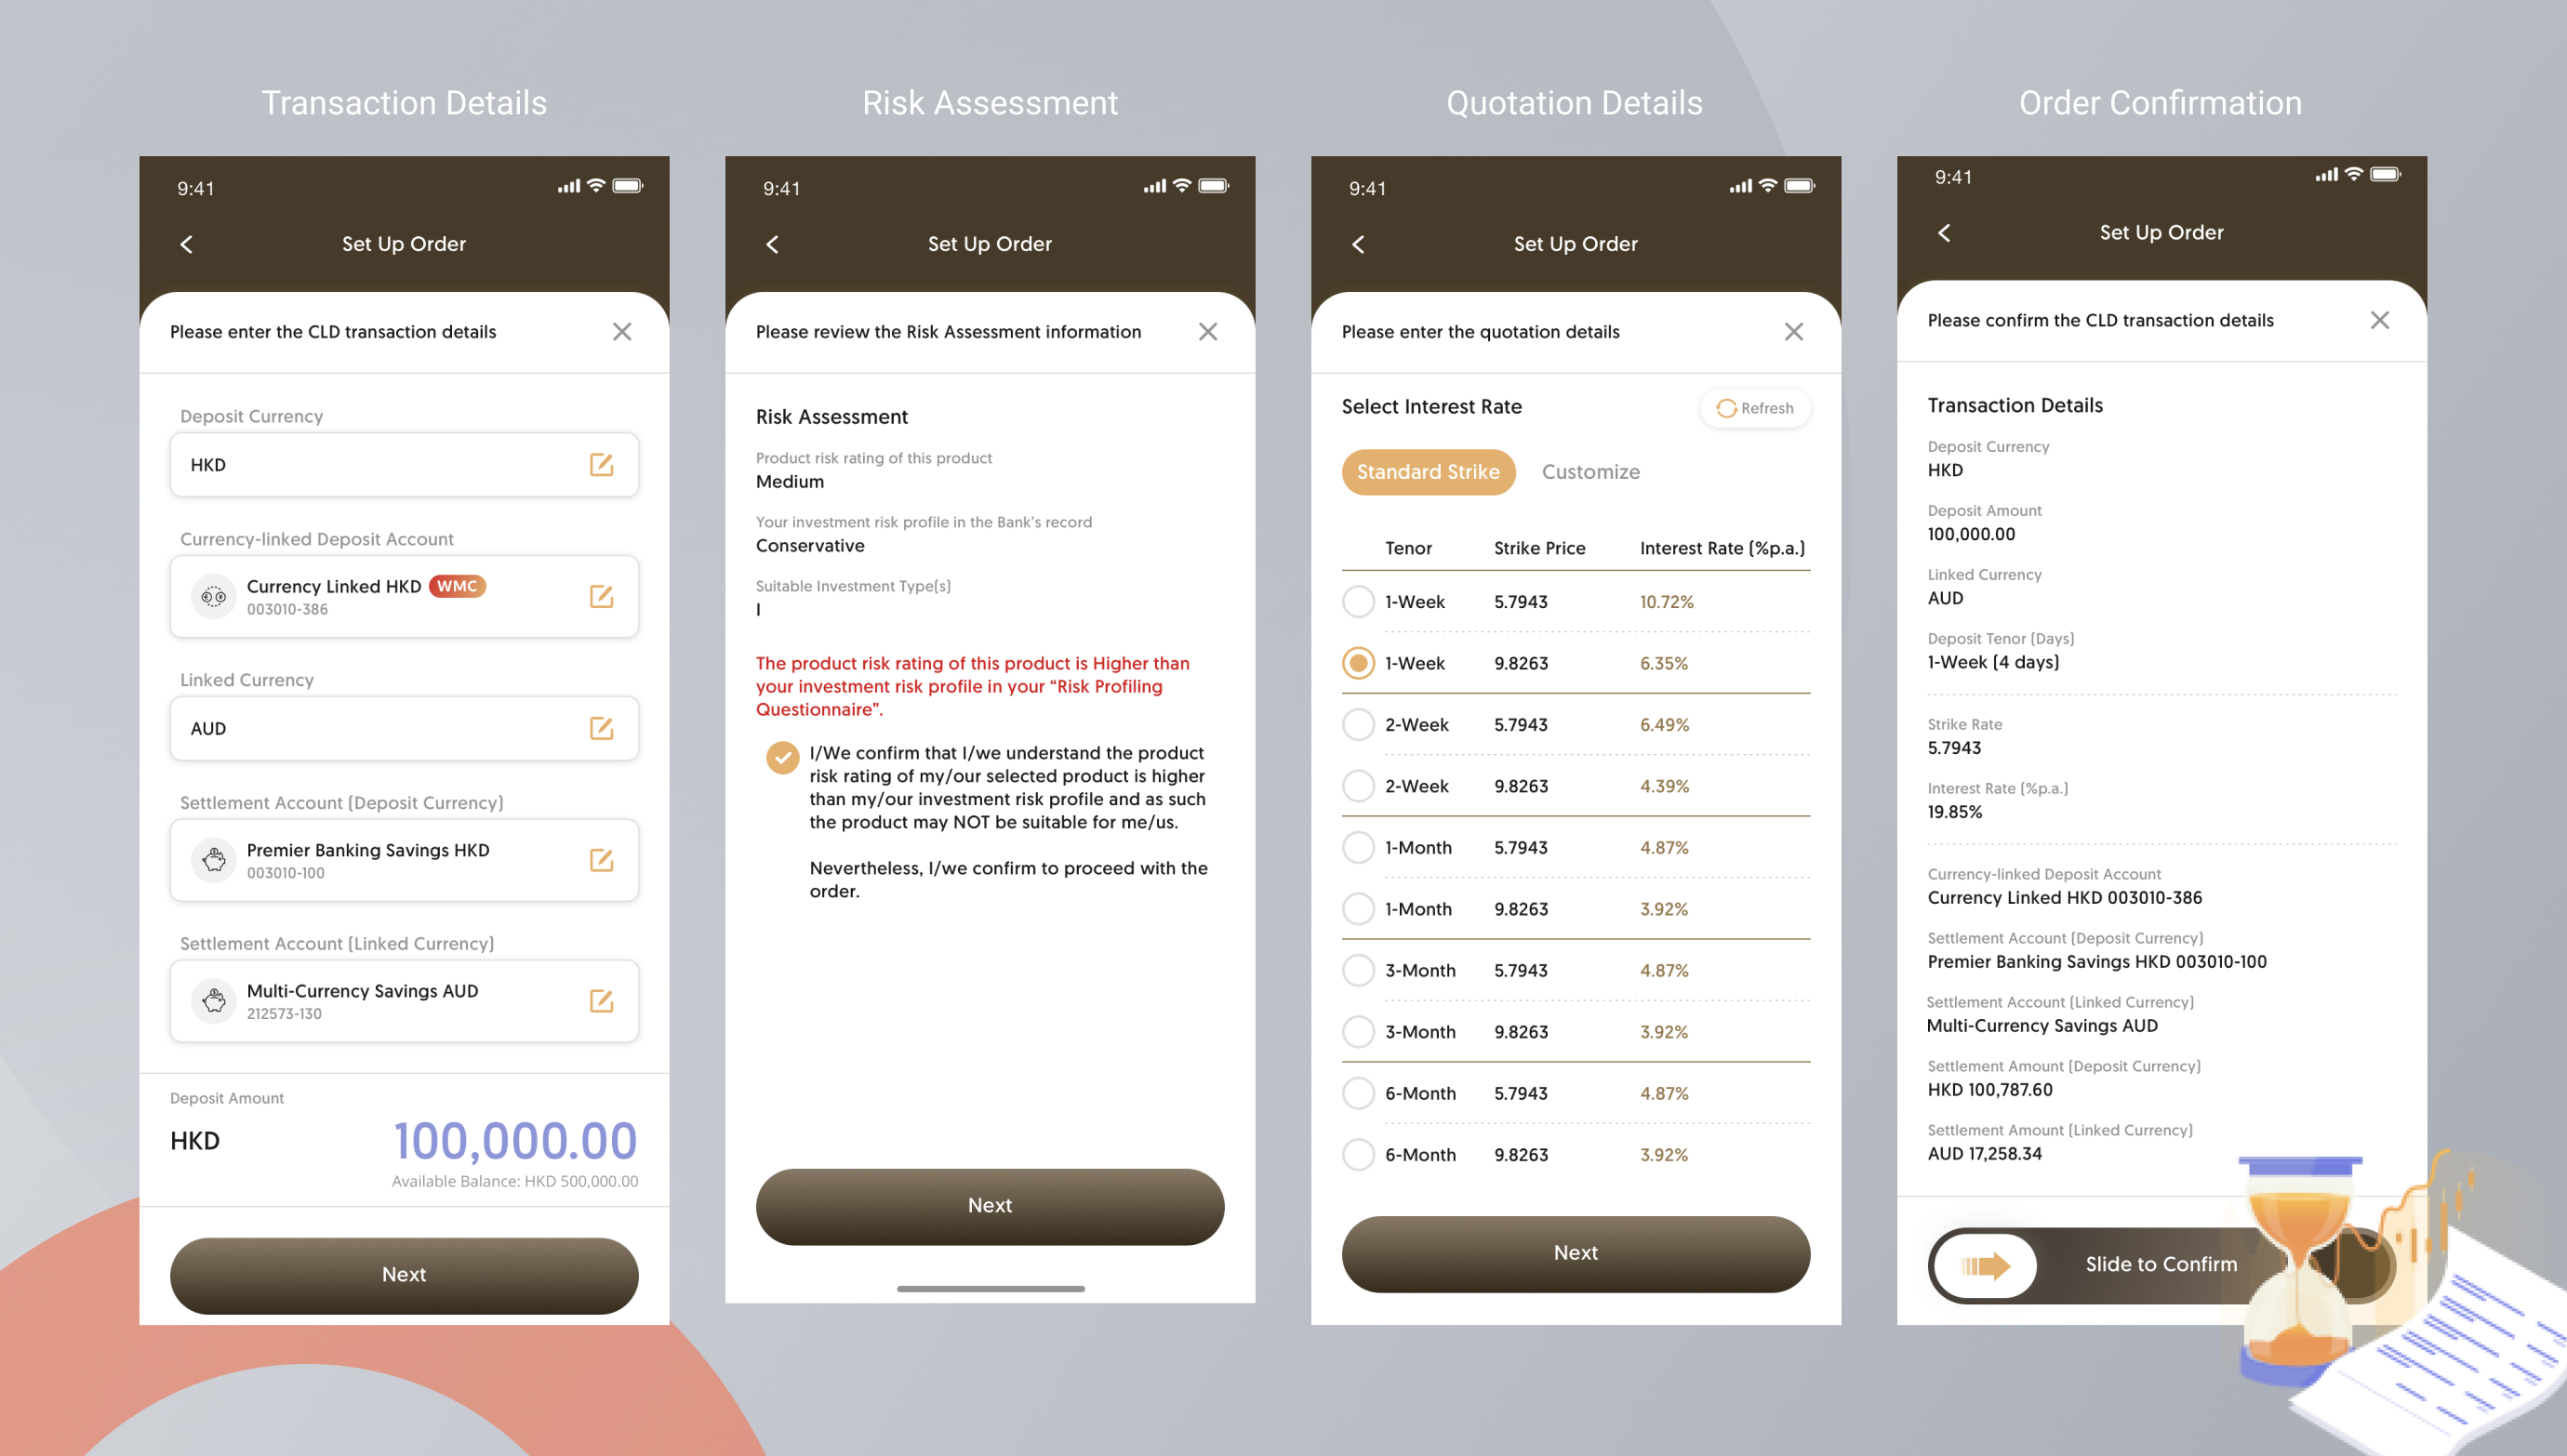 Transaction Details
9:41
Set Up Order
Please enter the CLD transaction details
Deposit Currency
HKD
Currency-linked Deposit Account
Currency Linked HKD WMC
003010-386
Linked Currency
AUD
Settlement Account (Deposit Currency)
Premier Banking Savings HKD
003010-100
Settlement Account (Linked Currency)
Multi-Currency Savings AUD
212573-130
Deposit Amount
HKD 100,000.00
Available Balance: HKD 500,000.00
Next
Risk Assessment
9:41
Set Up Order
Please review the Risk Assessment information
Risk Assessment
Product risk rating of this product
Medium
Your investment risk profile in the Bank's record
Conservative
Suitable Investment Type(s)
I
The product risk rating of this product is Higher than
your investment risk profile in your “Risk Profiling
Questionnaire”.
I/We confirm that I/we understand the product
risk rating of my/our selected product is higher
than my/our investment risk profile and as such
the product may NOT be suitable for me/us.
Nevertheless, I/we confirm to proceed with the
order.
Next
Quotation Details
9:41
Set Up Order
Please enter the quotation details
Select Interest Rate Refresh
Standard Strike Customize
Tenor Strike Price Interest Rate (%p.a.)
1-Week 5.7943 10.72%
1-Week 9.8263 6.35%
2-Week 5.7943 6.49%
2-Week 9.8263 4.39%
1-Month 5.7943 4.87%
1-Month 9.8263 3.92%
3-Month 5.7943 4.87%
3-Month 9.8263 3.92%
6-Month 5.7943 4.87%
6-Month 9.8263 3.92%
Next
Order Confirmation
9:41
Set Up Order
Please confirm the CLD transaction details
Transaction Details
Deposit Currency
HKD
Deposit Amount
100,000.00
Linked Currency
AUD
Deposit Tenor (Days)
1-Week (4 days)
Strike Rate
5.7943
Interest Rate (%p.a.)
19.85%
Currency-linked Deposit Account
Currency Linked HKD 003010-386
Settlement Account (Deposit Currency)
Premier Banking Savings HKD 003010-100
Settlement Account (Linked Currency)
Multi-Currency Savings AUD
Settlement Amount (Deposit Currency)
HKD 100,787.60
Settlement Amount (Linked Currency)
AUD 17,258.34
Slide to Confirm